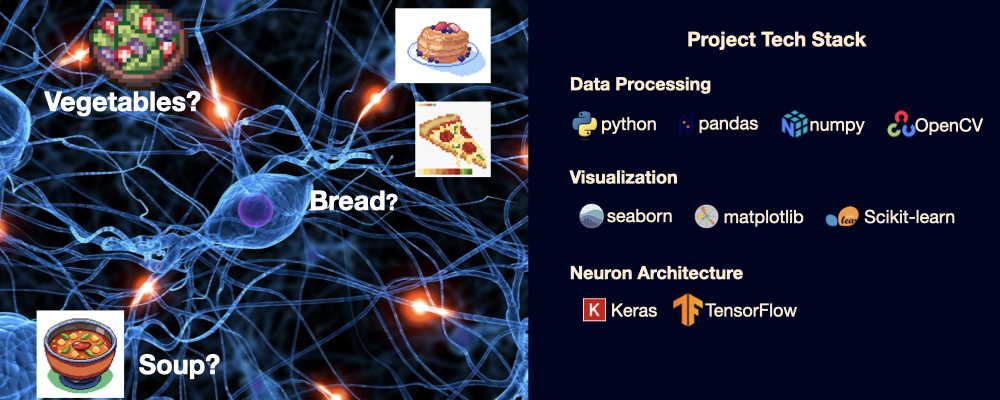 Vegetables?
Bread?
Soup?
Project Tech Stack
Data Processing
python pandas numpy OpenCV
Visualization
seaborn matplotlib learn Scikit-learn
Neuron Architecture
K Keras TensorFlow